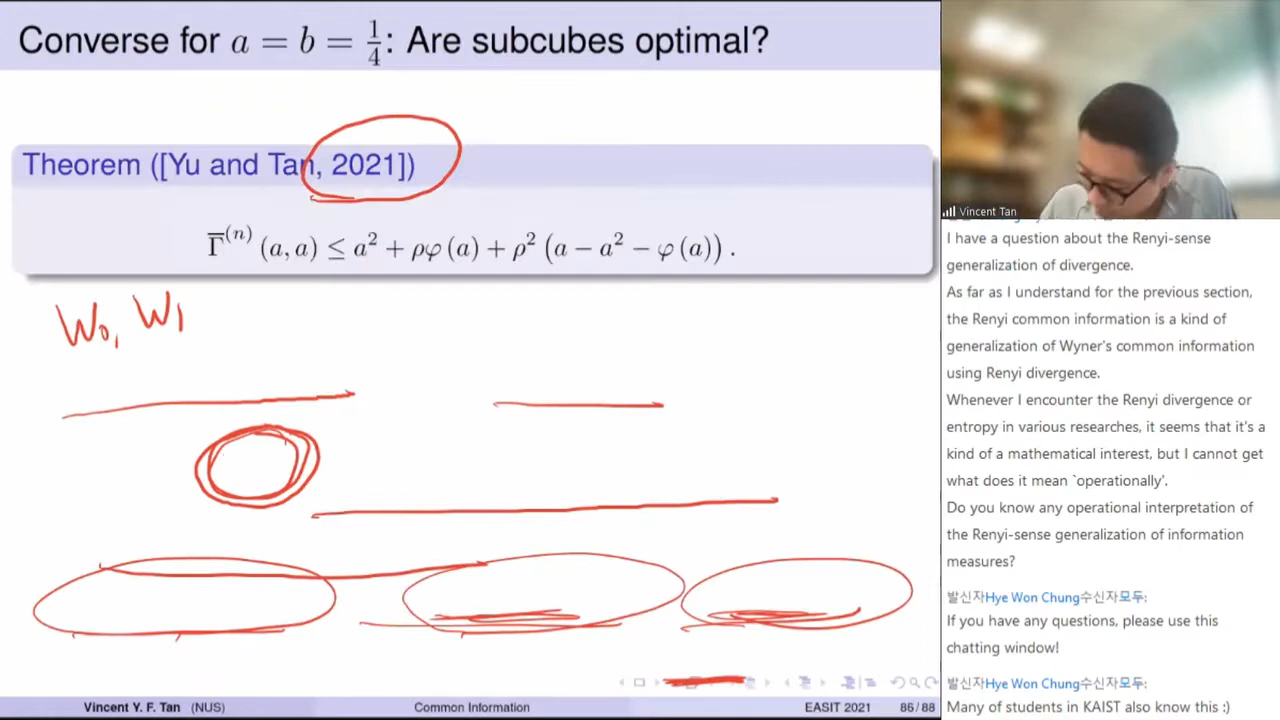 Converse for a = b = 1/4: Are subcubes optimal?
Theorem ([Yu and Tan, 2021])
Γ̅⁽ⁿ⁾ (a, a) ≤ a² + ρφ (a) + ρ² (a − a² − φ (a)) .
W₀, W₁
Vincent Y. F. Tan (NUS) Common Information EASIT 2021 86 / 88
Vincent Tan
I have a question about the Renyi-sense
generalization of divergence.
As far as I understand for the previous section,
the Renyi common information is a kind of
generalization of Wyner's common information
using Renyi divergence.
Whenever I encounter the Renyi divergence or
entropy in various researches, it seems that it's a
kind of a mathematical interest, but I cannot get
what does it mean `operationally'.
Do you know any operational interpretation of
the Renyi-sense generalization of information
measures?
발신자Hye Won Chung수신자모두:
If you have any questions, please use this
chatting window!
발신자Hye Won Chung수신자모두:
Many of students in KAIST also know this :)